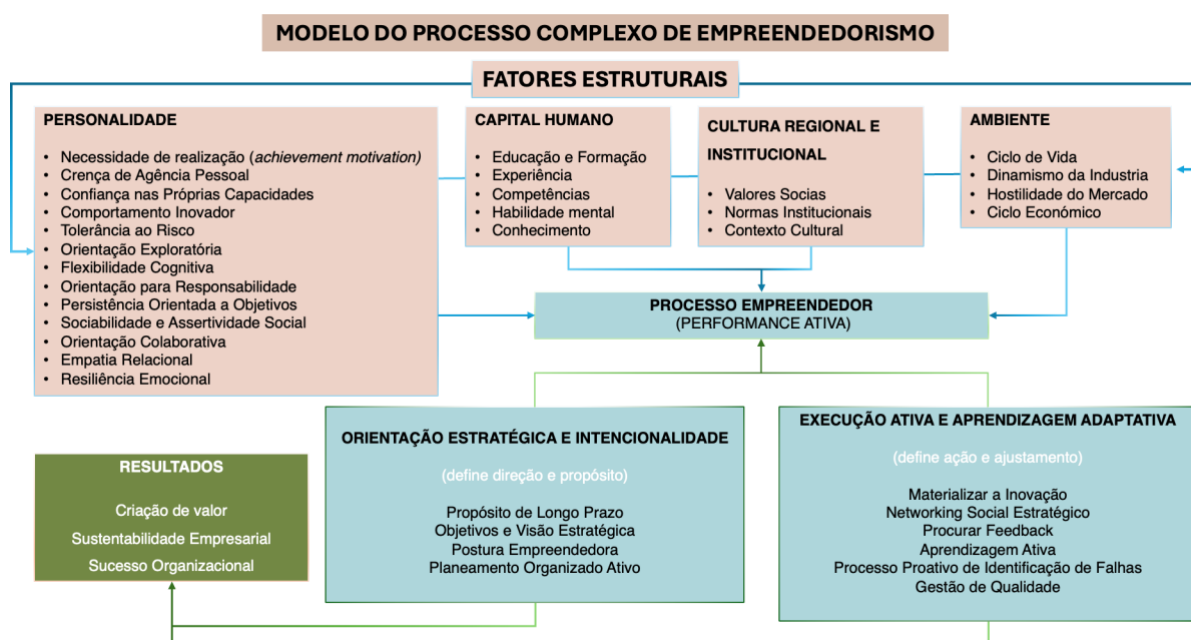 MODELO DO PROCESSO COMPLEXO DE EMPREENDEDORISMO
FATORES ESTRUTURAIS
PERSONALIDADE
• Necessidade de realização (achievement motivation)
• Crença de Agência Pessoal
• Confiança nas Próprias Capacidades
• Comportamento Inovador
• Tolerância ao Risco
• Orientação Exploratória
• Flexibilidade Cognitiva
• Orientação para Responsabilidade
• Persistência Orientada a Objetivos
• Sociabilidade e Assertividade Social
• Orientação Colaborativa
• Empatia Relacional
• Resiliência Emocional
CAPITAL HUMANO
• Educação e Formação
• Experiência
• Competências
• Habilidade mental
• Conhecimento
CULTURA REGIONAL E
INSTITUCIONAL
• Valores Socias
• Normas Institucionais
• Contexto Cultural
AMBIENTE
• Ciclo de Vida
• Dinamismo da Industria
• Hostilidade do Mercado
• Ciclo Económico
PROCESSO EMPREENDEDOR
(PERFORMANCE ATIVA)
ORIENTAÇÃO ESTRATÉGICA E INTENCIONALIDADE
(define direção e propósito)
Propósito de Longo Prazo
Objetivos e Visão Estratégica
Postura Empreendedora
Planeamento Organizado Ativo
EXECUÇÃO ATIVA E APRENDIZAGEM ADAPTATIVA
(define ação e ajustamento)
Materializar a Inovação
Networking Social Estratégico
Procurar Feedback
Aprendizagem Ativa
Processo Proativo de Identificação de Falhas
Gestão de Qualidade
RESULTADOS
Criação de valor
Sustentabilidade Empresarial
Sucesso Organizacional